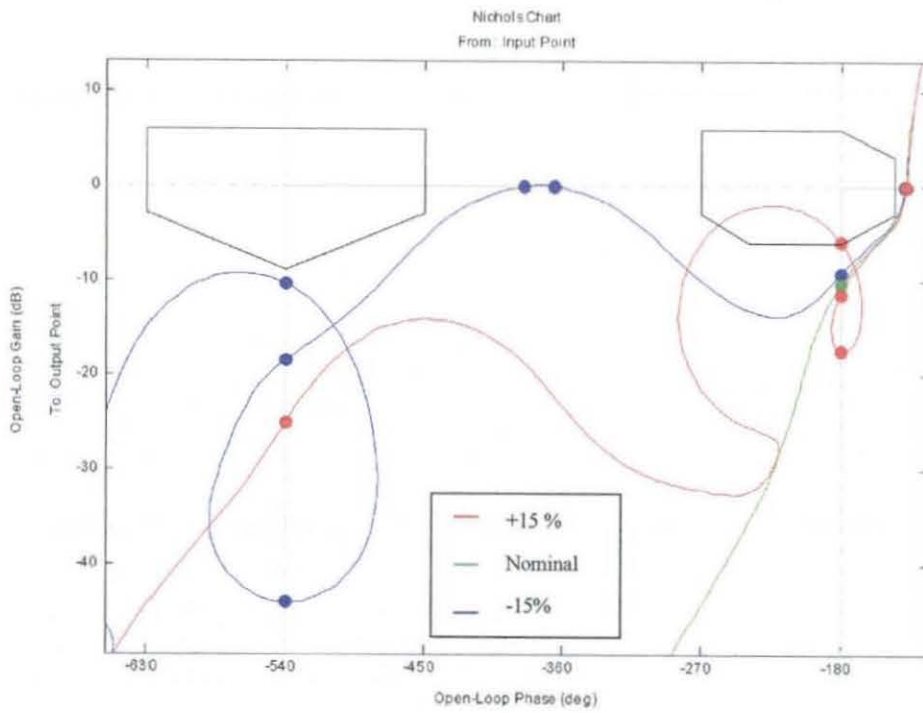 Nichols Chart
From: Input Point
Open-Loop Gain (dB)
To: Output Point
10
0
-10
-20
-30
-40
+15 %
Nominal
-15%
-630
-540
-450
-360
-270
-180
Open-Loop Phase (deg)